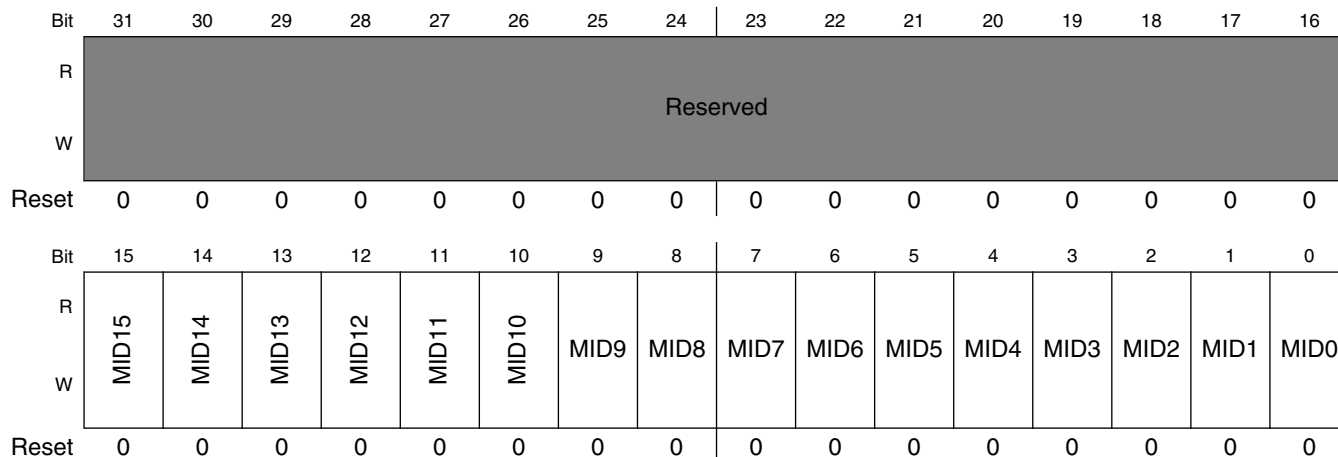 Bit 31 30 29 28 27 26 25 24 23 22 21 20 19 18 17 16
R
Reserved
W
Reset 0 0 0 0 0 0 0 0 0 0 0 0 0 0 0 0
Bit 15 14 13 12 11 10 9 8 7 6 5 4 3 2 1 0
R
MID15 MID14 MID13 MID12 MID11 MID10 MID9 MID8 MID7 MID6 MID5 MID4 MID3 MID2 MID1 MID0
W
Reset 0 0 0 0 0 0 0 0 0 0 0 0 0 0 0 0